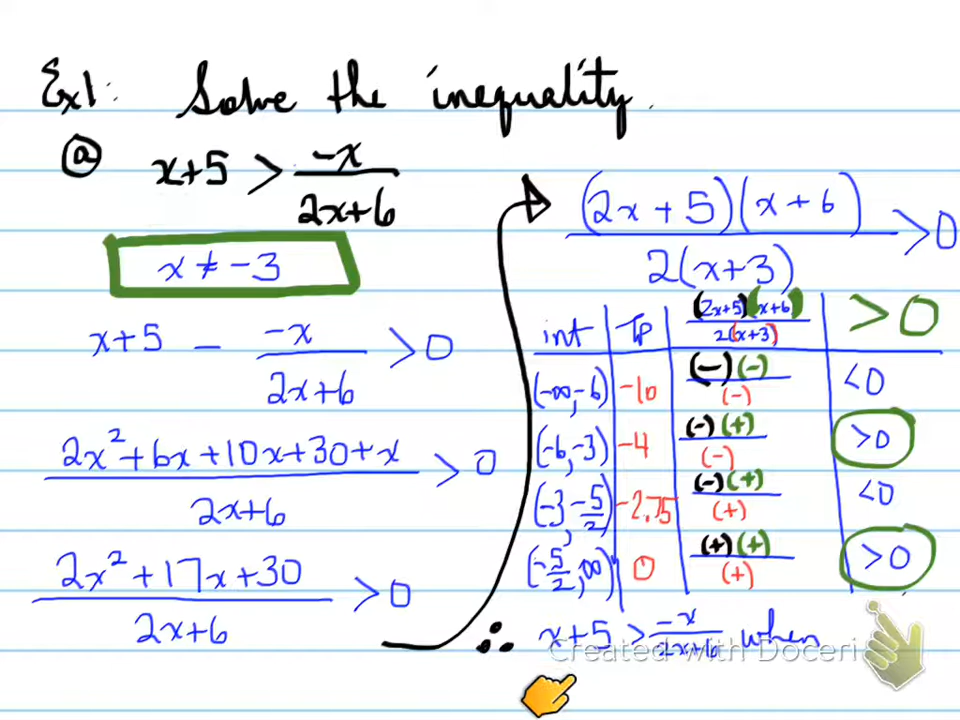 Ex1: Solve the inequality.
ⓐ x+5 > -x/(2x+6)
x ≠ -3
x+5 - -x/(2x+6) > 0
(2x²+6x+10x+30+x)/(2x+6) > 0
(2x²+17x+30)/(2x+6) > 0
(2x+5)(x+6)/2(x+3) > 0
int | TP | (2x+5)(x+6)/2(x+3) | > 0
(-∞,-6) | -10 | (-)(-)/(-) | <0
(-6,-3) | -4 | (-)(+)/(-) | >0
(-3,-5/2) | -2.75 | (-)(+)/(+) | <0
(-5/2,∞) | 0 | (+)(+)/(+) | >0
∴ x+5 > -x/(2x+6) when
Created with Doceri